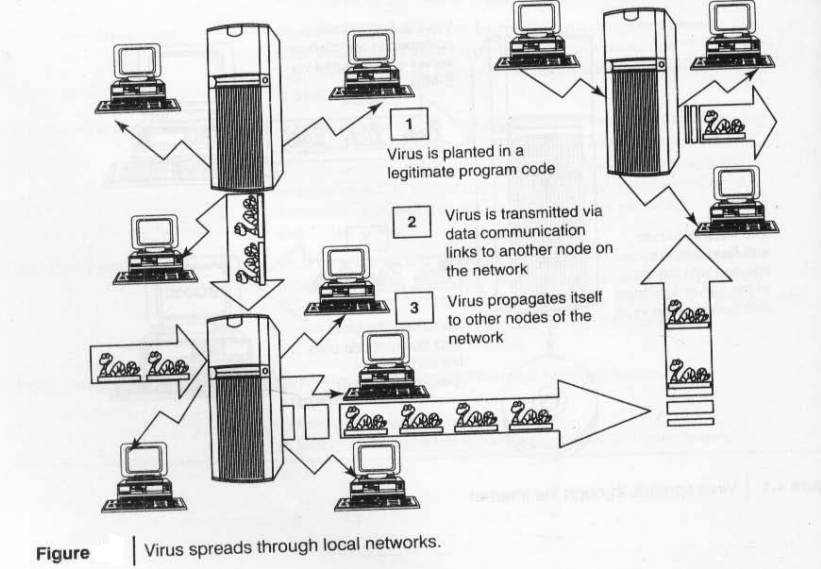 1
Virus is planted in a
legitimate program code
2
Virus is transmitted via
data communication
links to another node on
the network
3
Virus propagates itself
to other nodes of the
network
Figure
Virus spreads through local networks.